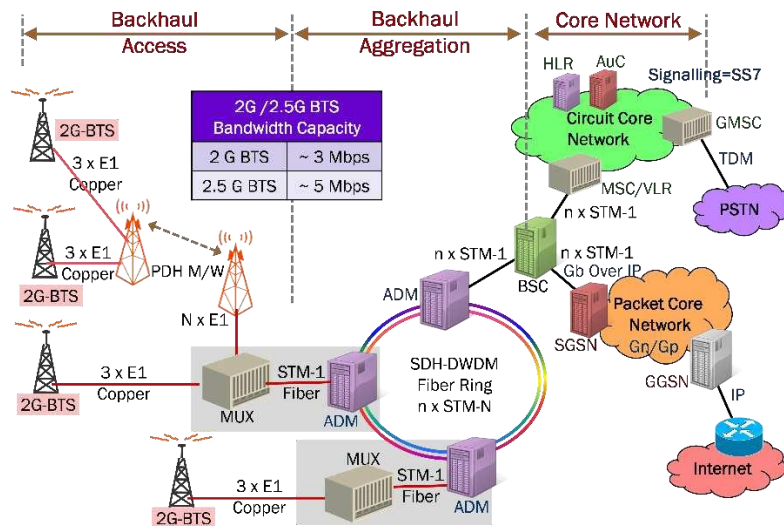 Backhaul
Access
Backhaul
Aggregation
Core Network
HLR
AuC
Signalling=SS7
2G-BTS
2G /2.5G BTS
Bandwidth Capacity
2 G BTS
~ 3 Mbps
2.5 G BTS
~ 5 Mbps
Circuit Core
Network
GMSC
3 x E1
Copper
TDM
MSC/VLR
PSTN
n x STM-1
3 x E1
Copper
2G-BTS
PDH M/W
n x STM-1
Gb Over IP
BSC
ADM
Packet Core
Network
Gn/Gp
SGSN
GGSN
N x E1
SDH-DWDM
Fiber Ring
n x STM-N
3 x E1
Copper
2G-BTS
MUX
STM-1
Fiber
ADM
IP
Internet
MUX
STM-1
Fiber
ADM
3 x E1
Copper
2G-BTS